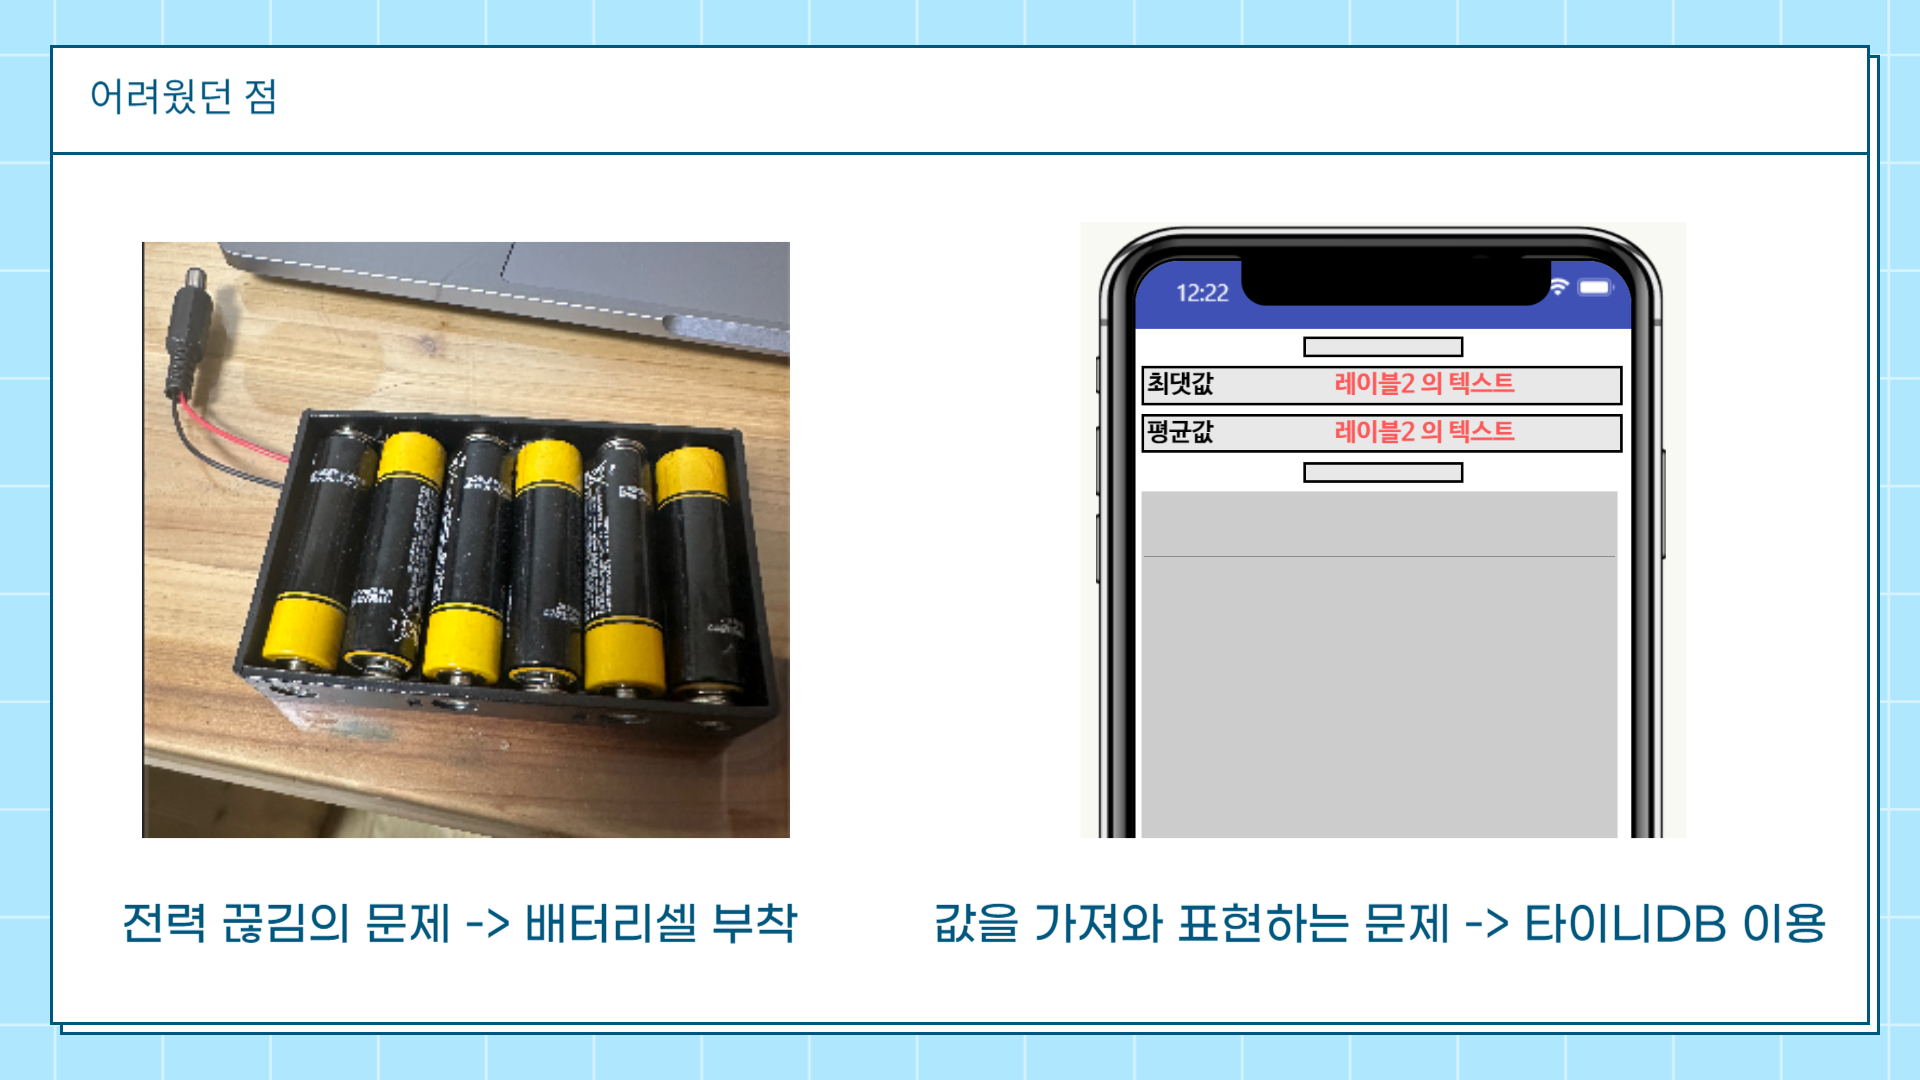 어려웠던 점
12:22
최댓값 레이블2 의 텍스트
평균값 레이블2 의 텍스트
전력 끊김의 문제 -> 배터리셀 부착
값을 가져와 표현하는 문제 -> 타이니DB 이용